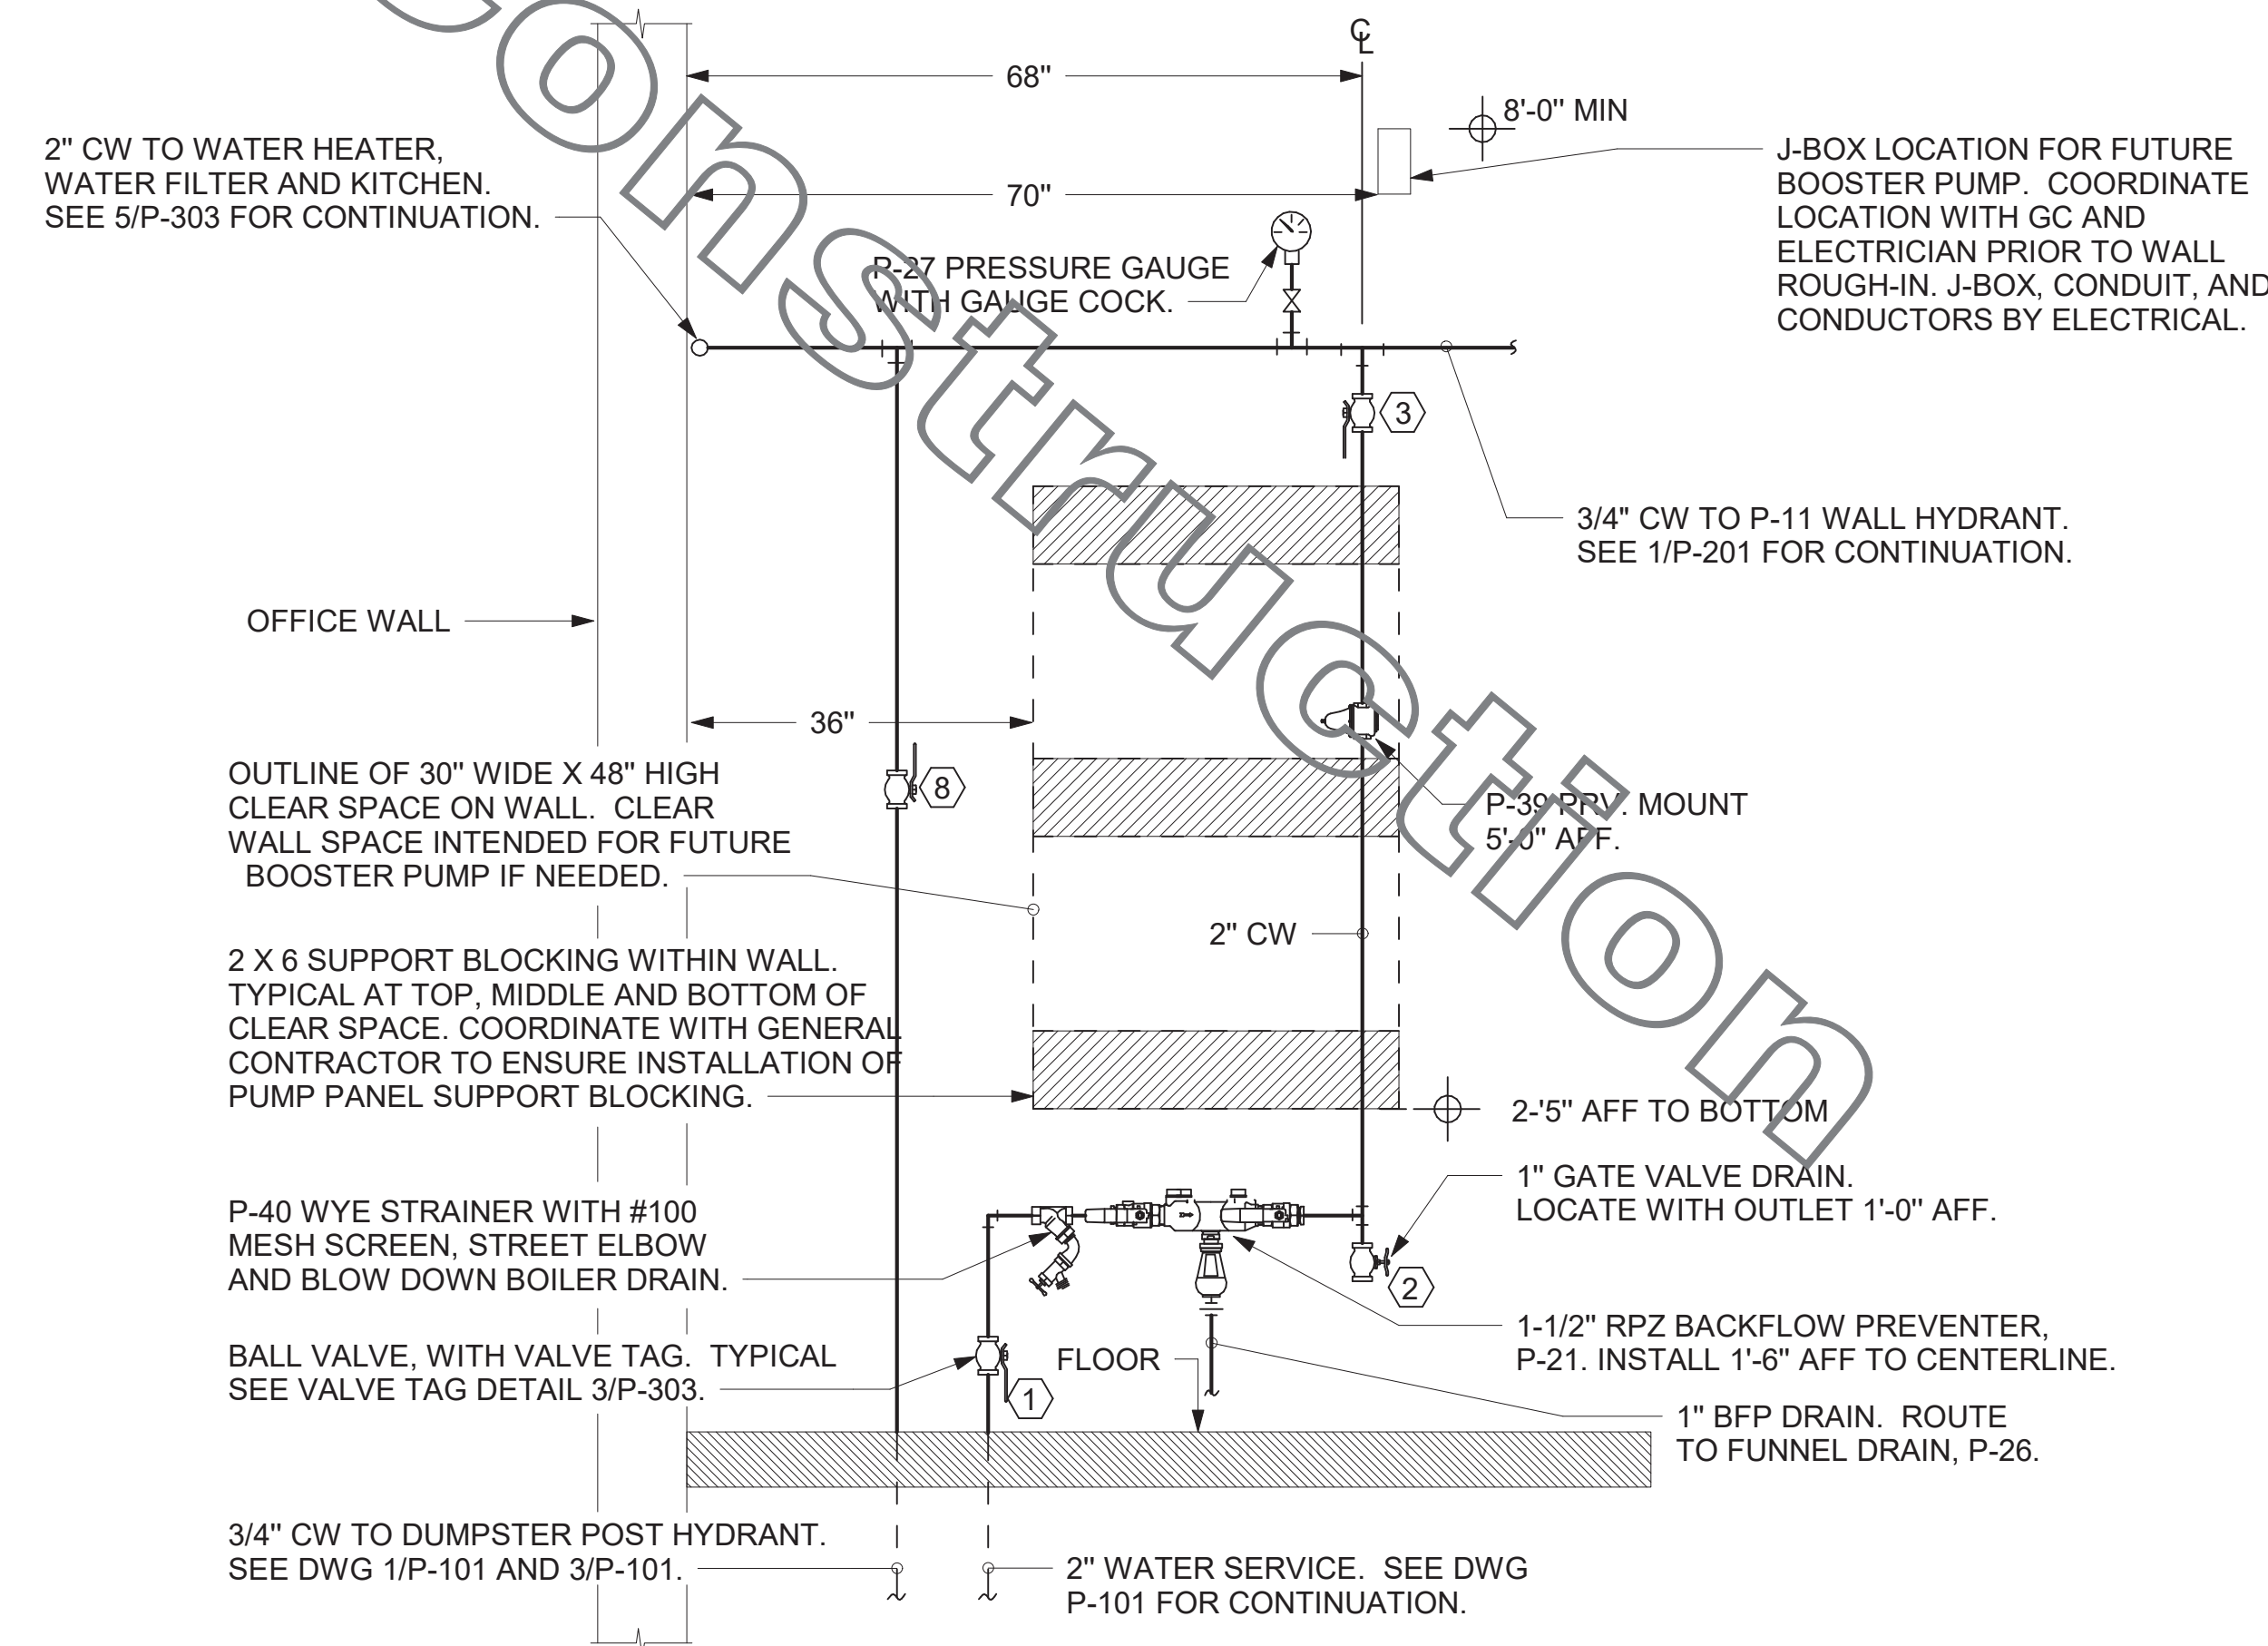 ℄
68"
8'-0" MIN
2" CW TO WATER HEATER,
WATER FILTER AND KITCHEN.
SEE 5/P-303 FOR CONTINUATION.
J-BOX LOCATION FOR FUTURE
BOOSTER PUMP. COORDINATE
LOCATION WITH GC AND
ELECTRICIAN PRIOR TO WALL
ROUGH-IN. J-BOX, CONDUIT, AND
CONDUCTORS BY ELECTRICAL.
70"
P-27 PRESSURE GAUGE
WITH GAUGE COCK.
3
3/4" CW TO P-11 WALL HYDRANT.
SEE 1/P-201 FOR CONTINUATION.
OFFICE WALL
36"
OUTLINE OF 30" WIDE X 48" HIGH
CLEAR SPACE ON WALL. CLEAR
WALL SPACE INTENDED FOR FUTURE
BOOSTER PUMP IF NEEDED.
8
P-39 PRV. MOUNT
5'-0" AFF.
2" CW
2 X 6 SUPPORT BLOCKING WITHIN WALL.
TYPICAL AT TOP, MIDDLE AND BOTTOM OF
CLEAR SPACE. COORDINATE WITH GENERAL
CONTRACTOR TO ENSURE INSTALLATION OF
PUMP PANEL SUPPORT BLOCKING.
2-'5" AFF TO BOTTOM
1" GATE VALVE DRAIN.
LOCATE WITH OUTLET 1'-0" AFF.
P-40 WYE STRAINER WITH #100
MESH SCREEN, STREET ELBOW
AND BLOW DOWN BOILER DRAIN.
2
1-1/2" RPZ BACKFLOW PREVENTER,
P-21. INSTALL 1'-6" AFF TO CENTERLINE.
BALL VALVE, WITH VALVE TAG. TYPICAL
SEE VALVE TAG DETAIL 3/P-303.
FLOOR
1
1" BFP DRAIN. ROUTE
TO FUNNEL DRAIN, P-26.
3/4" CW TO DUMPSTER POST HYDRANT.
SEE DWG 1/P-101 AND 3/P-101.
2" WATER SERVICE. SEE DWG
P-101 FOR CONTINUATION.
Construction